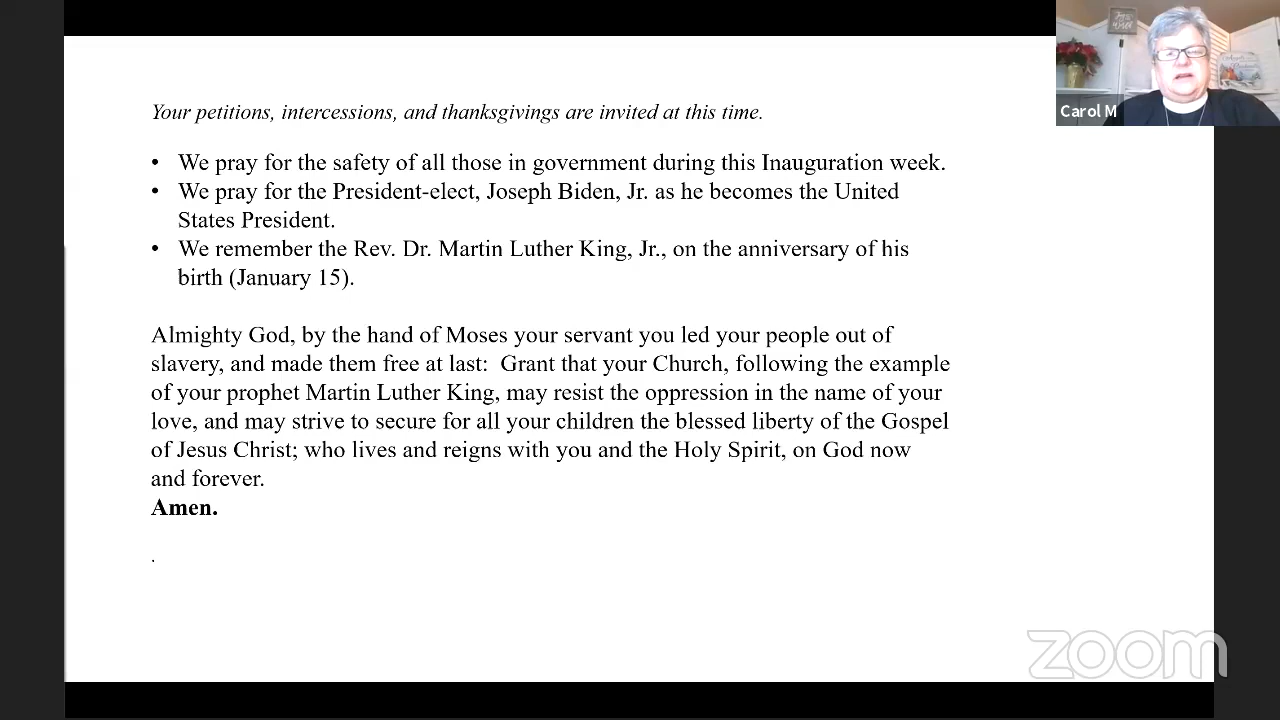 Your petitions, intercessions, and thanksgivings are invited at this time.
• We pray for the safety of all those in government during this Inauguration week.
• We pray for the President-elect, Joseph Biden, Jr. as he becomes the United
States President.
• We remember the Rev. Dr. Martin Luther King, Jr., on the anniversary of his
birth (January 15).
Almighty God, by the hand of Moses your servant you led your people out of
slavery, and made them free at last:  Grant that your Church, following the example
of your prophet Martin Luther King, may resist the oppression in the name of your
love, and may strive to secure for all your children the blessed liberty of the Gospel
of Jesus Christ; who lives and reigns with you and the Holy Spirit, on God now
and forever.
Amen.
.
Carol M
zoom